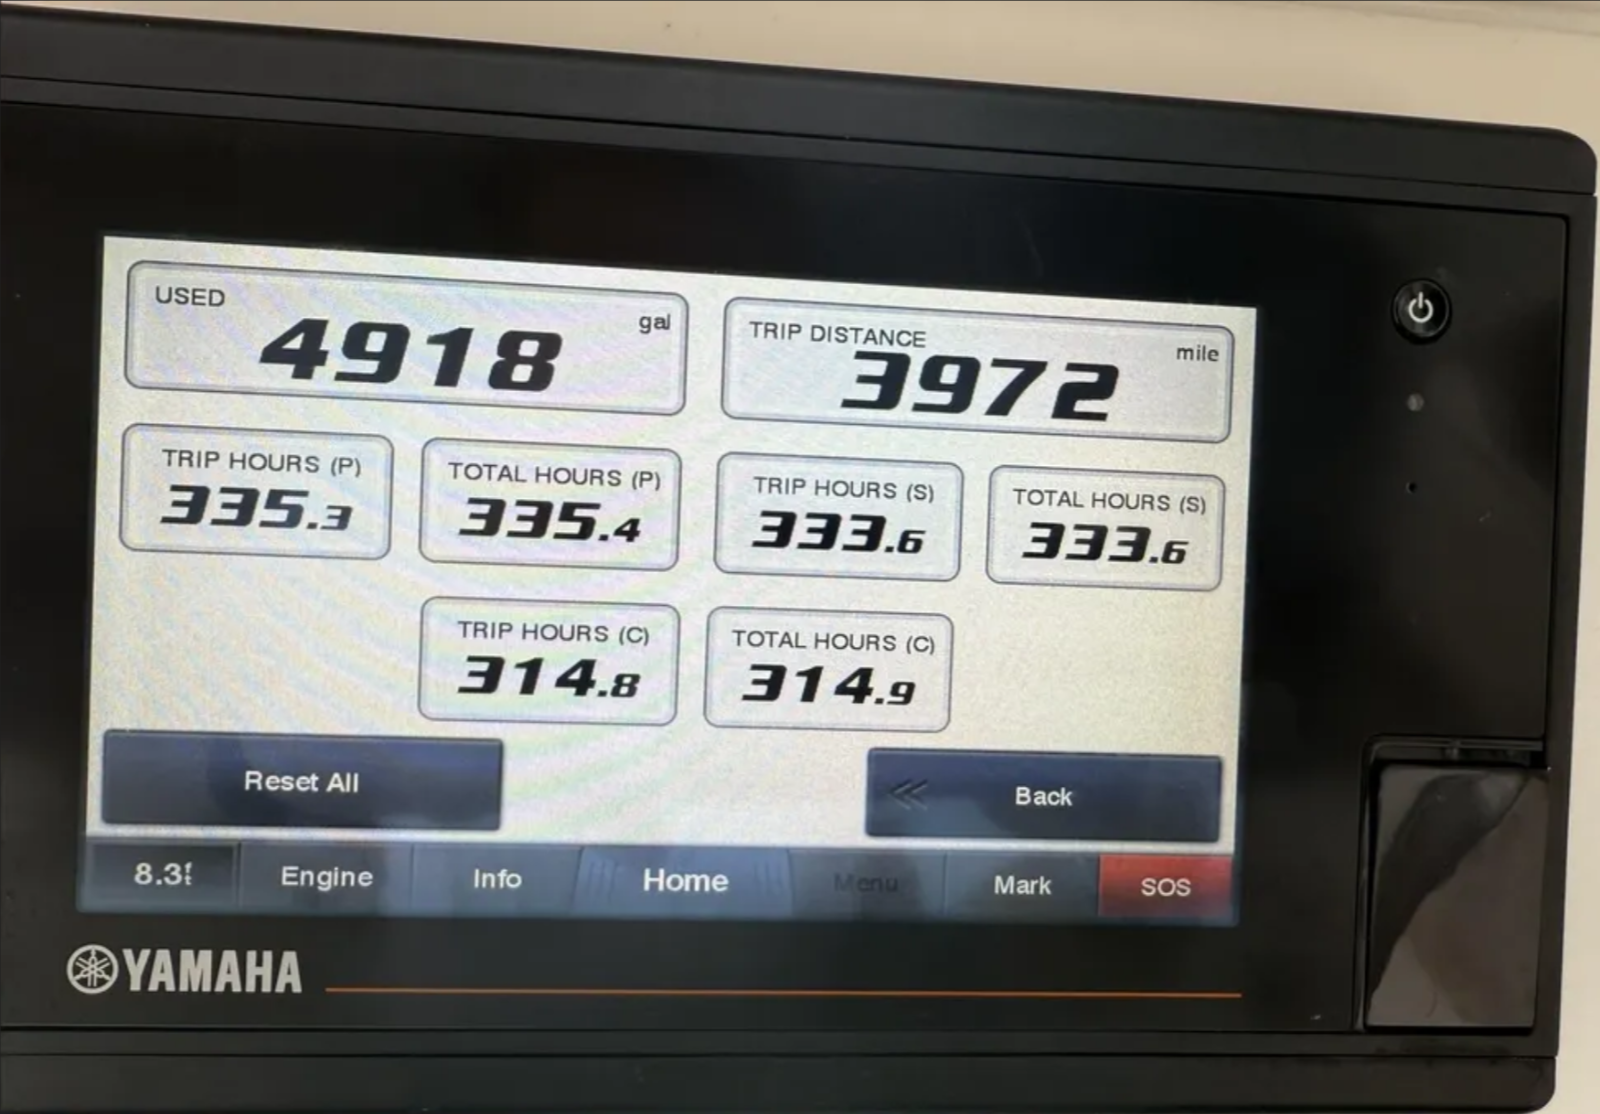 USED
gal
4918
TRIP DISTANCE
mile
3972
TRIP HOURS (P)
335.3
TOTAL HOURS (P)
335.4
TRIP HOURS (S)
333.6
TOTAL HOURS (S)
333.6
TRIP HOURS (C)
314.8
TOTAL HOURS (C)
314.9
Reset All
Back
8.3ft
Engine
Info
Home
Menu
Mark
SOS
YAMAHA